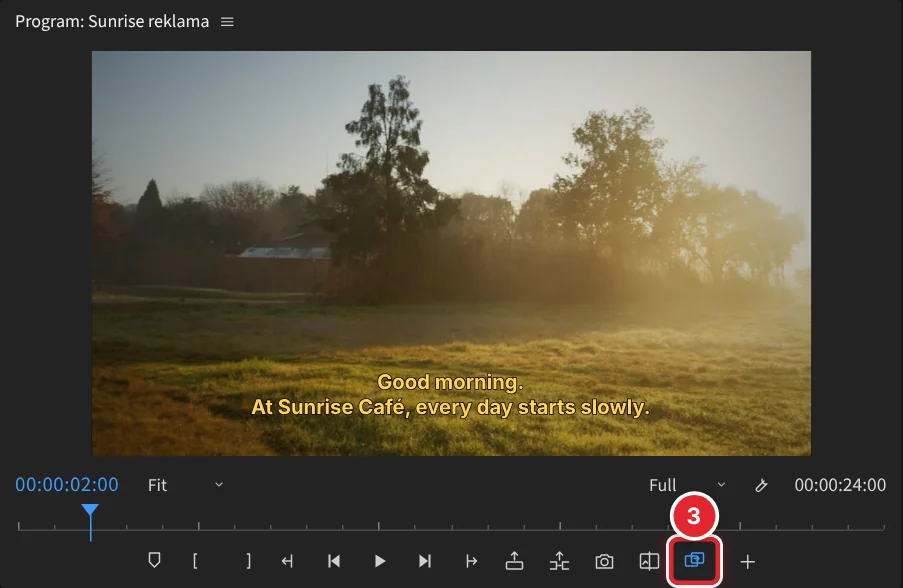 Program: Sunrise reklama
Good morning.
At Sunrise Café, every day starts slowly.
00:00:02:00 Fit Full 00:00:24:00
3